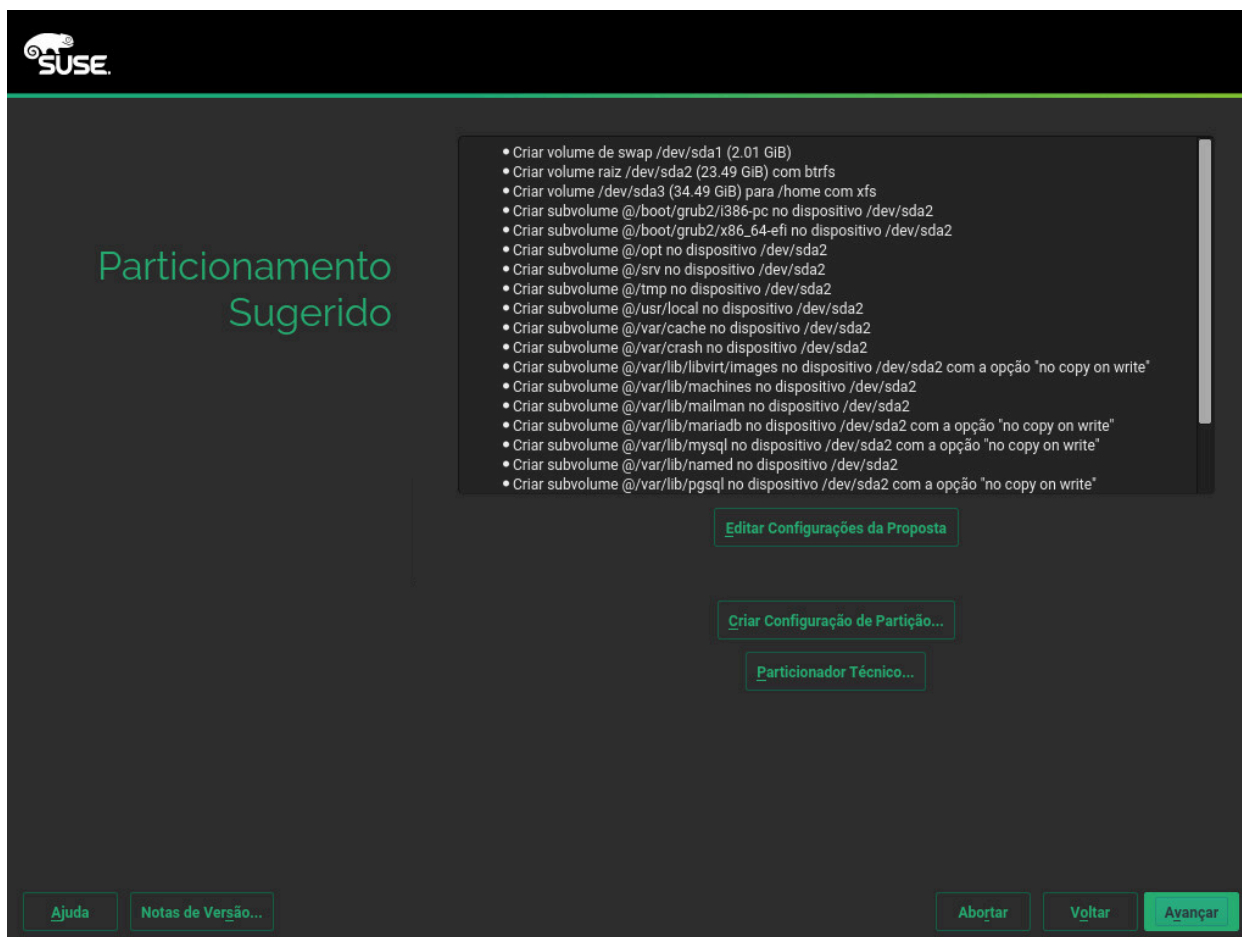 SUSE.
Particionamento
Sugerido
• Criar volume de swap /dev/sda1 (2.01 GiB)
• Criar volume raiz /dev/sda2 (23.49 GiB) com btrfs
• Criar volume /dev/sda3 (34.49 GiB) para /home com xfs
• Criar subvolume @/boot/grub2/i386-pc no dispositivo /dev/sda2
• Criar subvolume @/boot/grub2/x86_64-efi no dispositivo /dev/sda2
• Criar subvolume @/opt no dispositivo /dev/sda2
• Criar subvolume @/srv no dispositivo /dev/sda2
• Criar subvolume @/tmp no dispositivo /dev/sda2
• Criar subvolume @/usr/local no dispositivo /dev/sda2
• Criar subvolume @/var/cache no dispositivo /dev/sda2
• Criar subvolume @/var/crash no dispositivo /dev/sda2
• Criar subvolume @/var/lib/libvirt/images no dispositivo /dev/sda2 com a opção "no copy on write"
• Criar subvolume @/var/lib/machines no dispositivo /dev/sda2
• Criar subvolume @/var/lib/mailman no dispositivo /dev/sda2
• Criar subvolume @/var/lib/mariadb no dispositivo /dev/sda2 com a opção "no copy on write"
• Criar subvolume @/var/lib/mysql no dispositivo /dev/sda2 com a opção "no copy on write"
• Criar subvolume @/var/lib/named no dispositivo /dev/sda2
• Criar subvolume @/var/lib/pgsql no dispositivo /dev/sda2 com a opção "no copy on write"
Editar Configurações da Proposta
Criar Configuração de Partição...
Particionador Técnico...
Ajuda
Notas de Versão...
Abortar
Voltar
Avançar